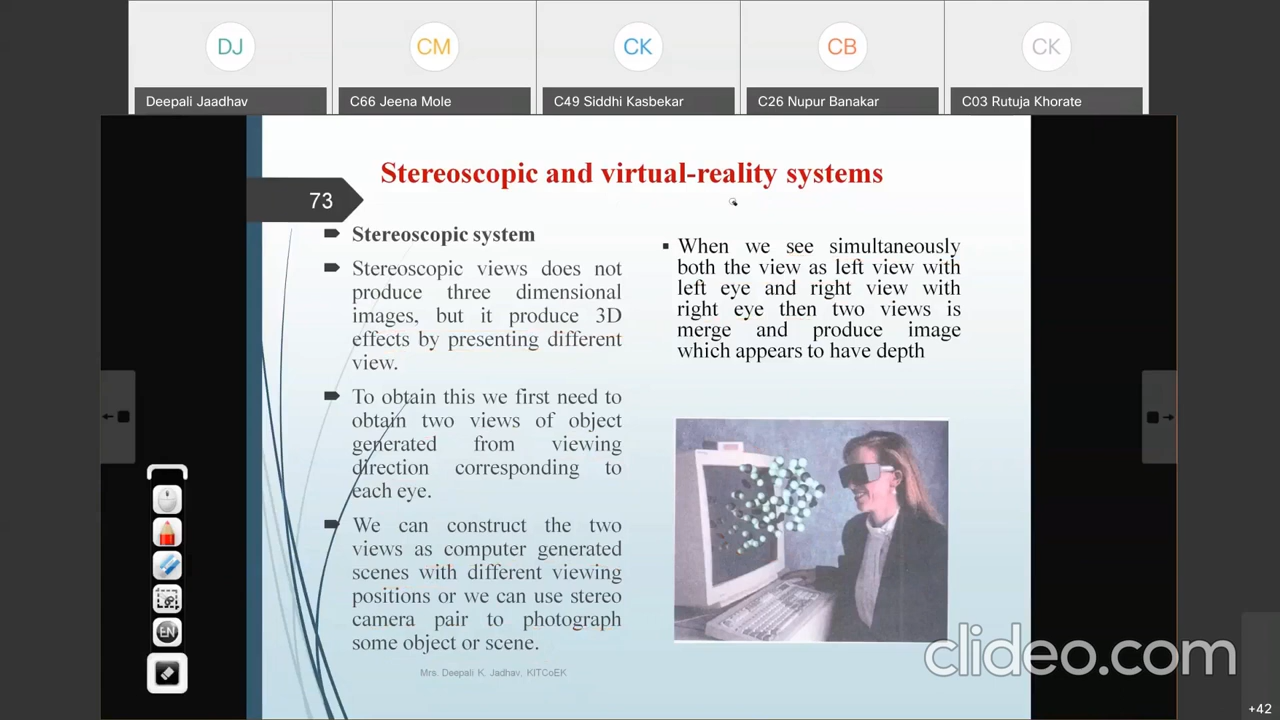 DJ
CM
CK
CB
CK
Deepali Jaadhav
C66 Jeena Mole
C49 Siddhi Kasbekar
C26 Nupur Banakar
C03 Rutuja Khorate
Stereoscopic and virtual-reality systems
73
Stereoscopic system
Stereoscopic views does not
produce three dimensional
images, but it produce 3D
effects by presenting different
view.
To obtain this we first need to
obtain two views of object
generated from viewing
direction corresponding to
each eye.
We can construct the two
views as computer generated
scenes with different viewing
positions or we can use stereo
camera pair to photograph
some object or scene.
When we see simultaneously
both the view as left view with
left eye and right view with
right eye then two views is
merge and produce image
which appears to have depth
EN
Mrs. Deepali K. Jadhav, KITCoEK
clideo.com
+42